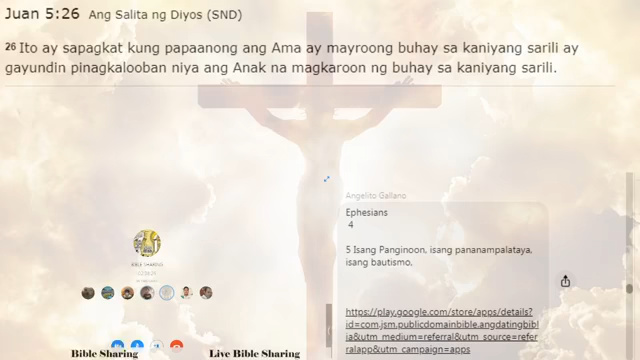 Juan 5:26 Ang Salita ng Diyos (SND)
26 Ito ay sapagkat kung papaanong ang Ama ay mayroong buhay sa kaniyang sarili ay
gayundin pinagkalooban niya ang Anak na magkaroon ng buhay sa kaniyang sarili.
Angelito Gallano
Ephesians
4
5 Isang Panginoon, isang pananampalataya,
isang bautismo.
BIBLE SHARING
https://play.google.com/store/apps/details?
id=com.jsm.publicdomainbible.angdatingbibl
ia&utm_medium=referral&utm_source=refer
ralapp&utm_campaign=apps
Bible Sharing
Live Bible Sharing